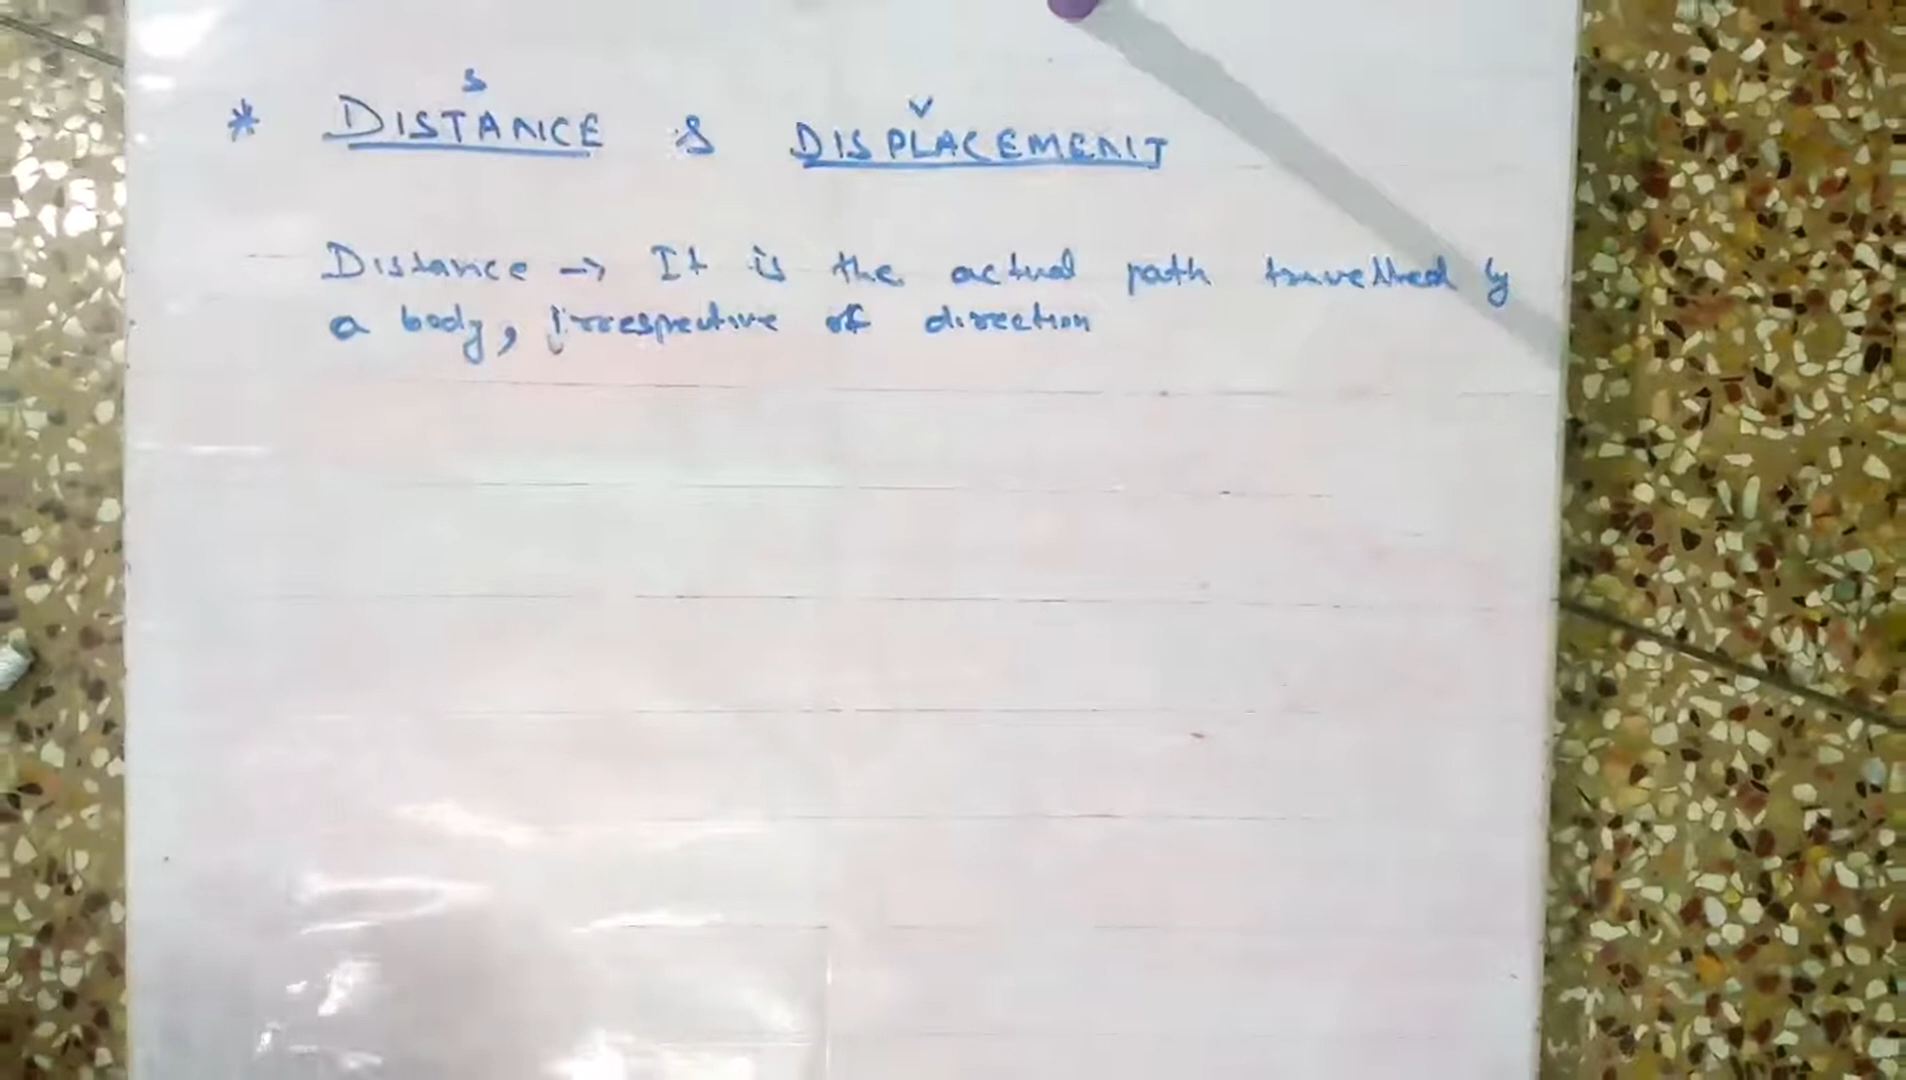 s v
* DISTANCE & DISPLACEMENT
Distance → It is the actual path travelled by
a body, irrespective of direction